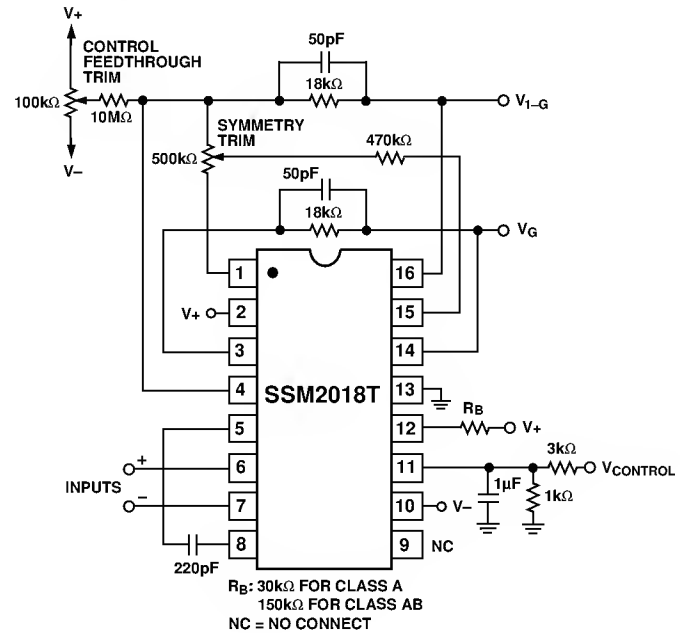 V+
CONTROL
FEEDTHROUGH
TRIM
100kΩ
10MΩ
V–
50pF
18kΩ
V1–G
SYMMETRY
TRIM
500kΩ
470kΩ
50pF
18kΩ
VG
1
16
V+
2
15
3
14
SSM2018T
4
13
5
12
RB
V+
INPUTS
+
6
11
3kΩ
VCONTROL
1µF
1kΩ
–
7
10
V–
220pF
8
9
NC
RB: 30kΩ FOR CLASS A
150kΩ FOR CLASS AB
NC = NO CONNECT